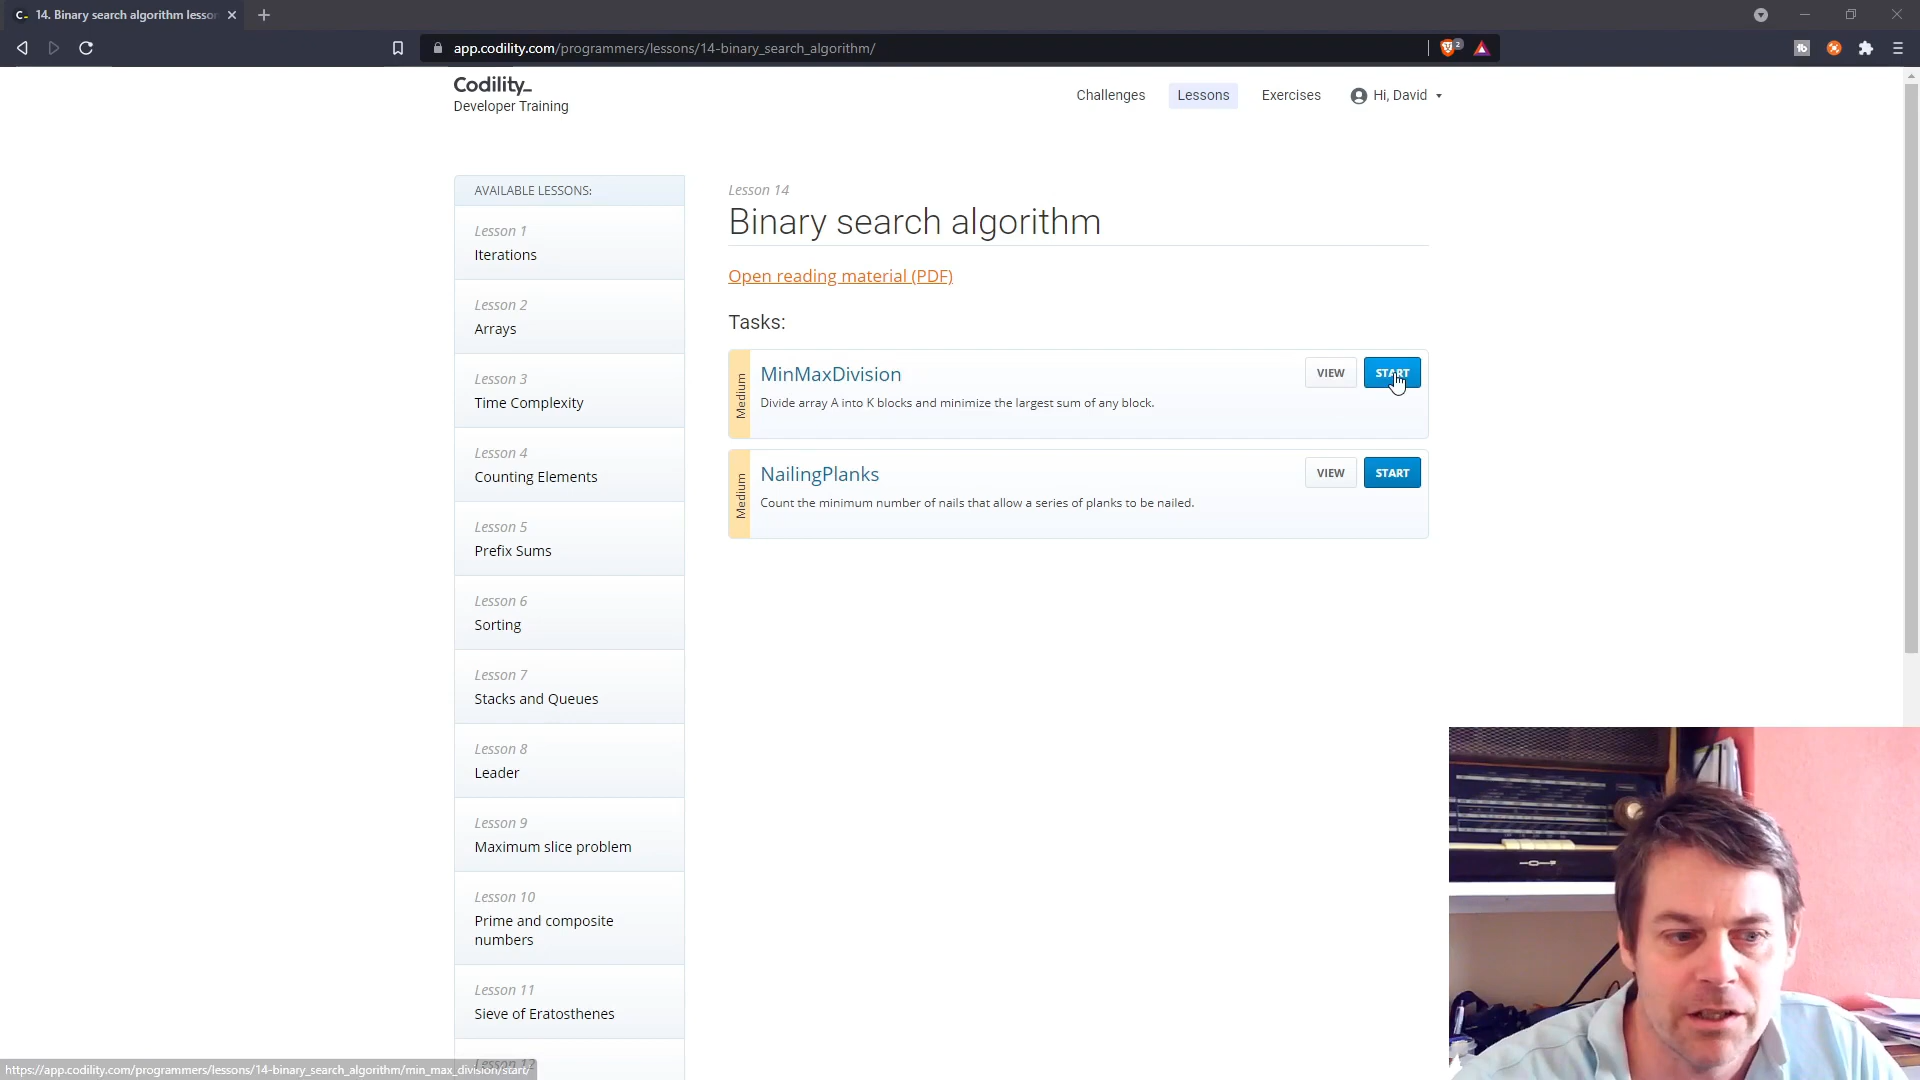 14. Binary search algorithm lesso
app.codility.com/programmers/lessons/14-binary_search_algorithm/
2
Codility_
Developer Training
Challenges
Lessons
Exercises
Hi, David
AVAILABLE LESSONS:
Lesson 1
Iterations
Lesson 2
Arrays
Lesson 3
Time Complexity
Lesson 4
Counting Elements
Lesson 5
Prefix Sums
Lesson 6
Sorting
Lesson 7
Stacks and Queues
Lesson 8
Leader
Lesson 9
Maximum slice problem
Lesson 10
Prime and composite
numbers
Lesson 11
Sieve of Eratosthenes
Lesson 12
Lesson 14
Binary search algorithm
Open reading material (PDF)
Tasks:
Medium
MinMaxDivision
VIEW
START
Divide array A into K blocks and minimize the largest sum of any block.
Medium
NailingPlanks
VIEW
START
Count the minimum number of nails that allow a series of planks to be nailed.
https://app.codility.com/programmers/lessons/14-binary_search_algorithm/min_max_division/start/